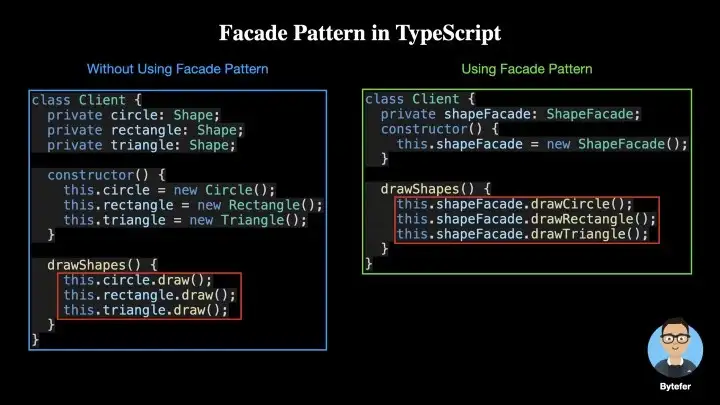 Facade Pattern in TypeScript
Without Using Facade Pattern
class Client {
  private circle: Shape;
  private rectangle: Shape;
  private triangle: Shape;

  constructor() {
    this.circle = new Circle();
    this.rectangle = new Rectangle();
    this.triangle = new Triangle();
  }

  drawShapes() {
    this.circle.draw();
    this.rectangle.draw();
    this.triangle.draw();
  }
}
Using Facade Pattern
class Client {
  private shapeFacade: ShapeFacade;
  constructor() {
    this.shapeFacade = new ShapeFacade();
  }

  drawShapes() {
    this.shapeFacade.drawCircle();
    this.shapeFacade.drawRectangle();
    this.shapeFacade.drawTriangle();
  }
}
Bytefer